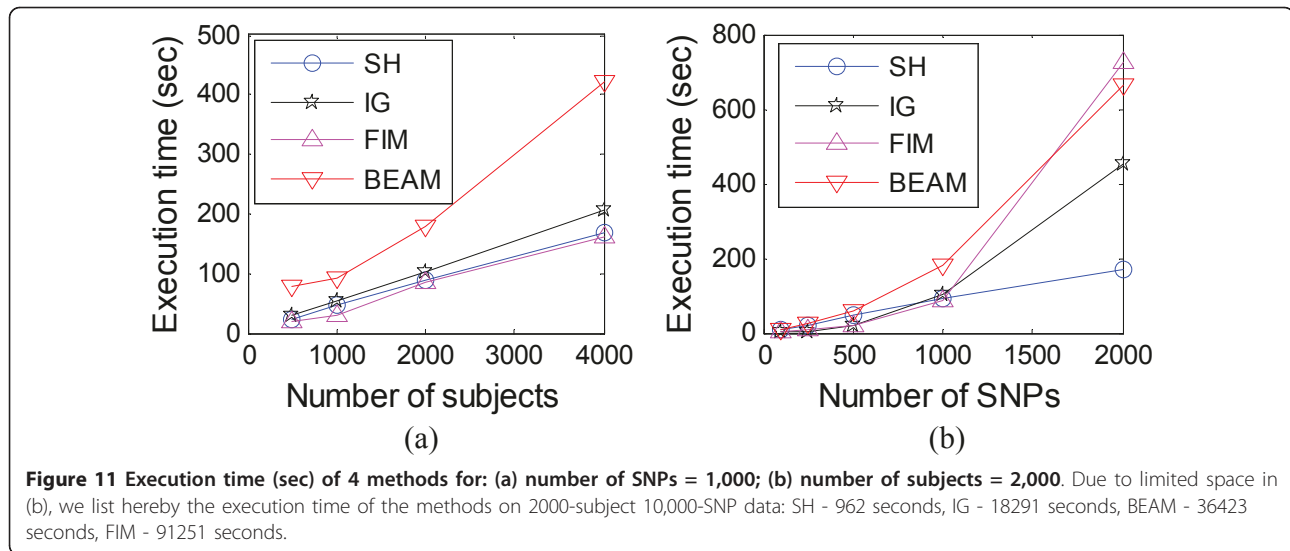 500
400
300
200
100
0
Execution time (sec)
SH
IG
FIM
BEAM
0 1000 2000 3000 4000
Number of subjects
(a)
800
600
400
200
0
Execution time (sec)
SH
IG
FIM
BEAM
0 500 1000 1500 2000
Number of SNPs
(b)
Figure 11 Execution time (sec) of 4 methods for: (a) number of SNPs = 1,000; (b) number of subjects = 2,000. Due to limited space in
(b), we list hereby the execution time of the methods on 2000-subject 10,000-SNP data: SH - 962 seconds, IG - 18291 seconds, BEAM - 36423
seconds, FIM - 91251 seconds.